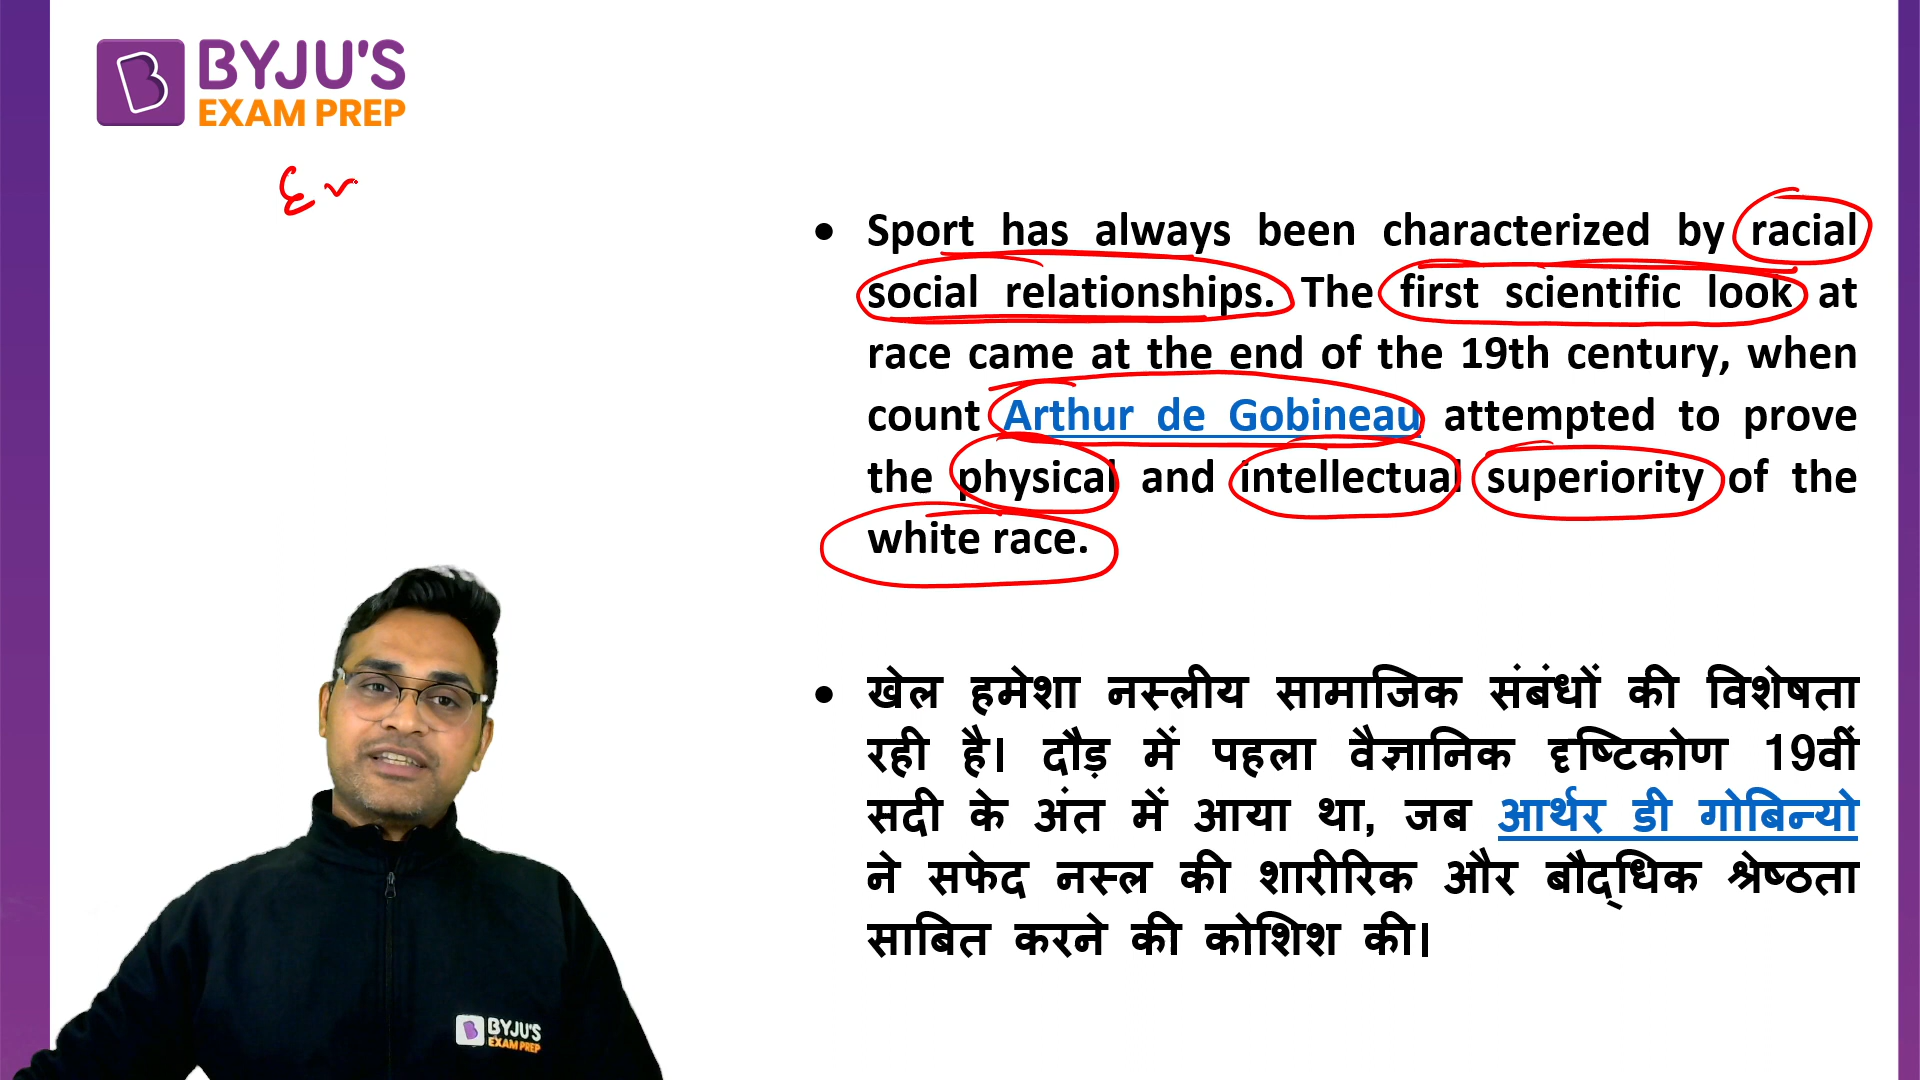 BYJU'S
EXAM PREP
• Sport has always been characterized by racial
social relationships. The first scientific look at
race came at the end of the 19th century, when
count Arthur de Gobineau attempted to prove
the physical and intellectual superiority of the
white race.
• खेल हमेशा नस्लीय सामाजिक संबंधों की विशेषता
रही है। दौड़ में पहला वैज्ञानिक दृष्टिकोण 19वीं
सदी के अंत में आया था, जब आर्थर डी गोबिन्यो
ने सफेद नस्ल की शारीरिक और बौद्धिक श्रेष्ठता
साबित करने की कोशिश की।
BYJU'S
EXAM PREP